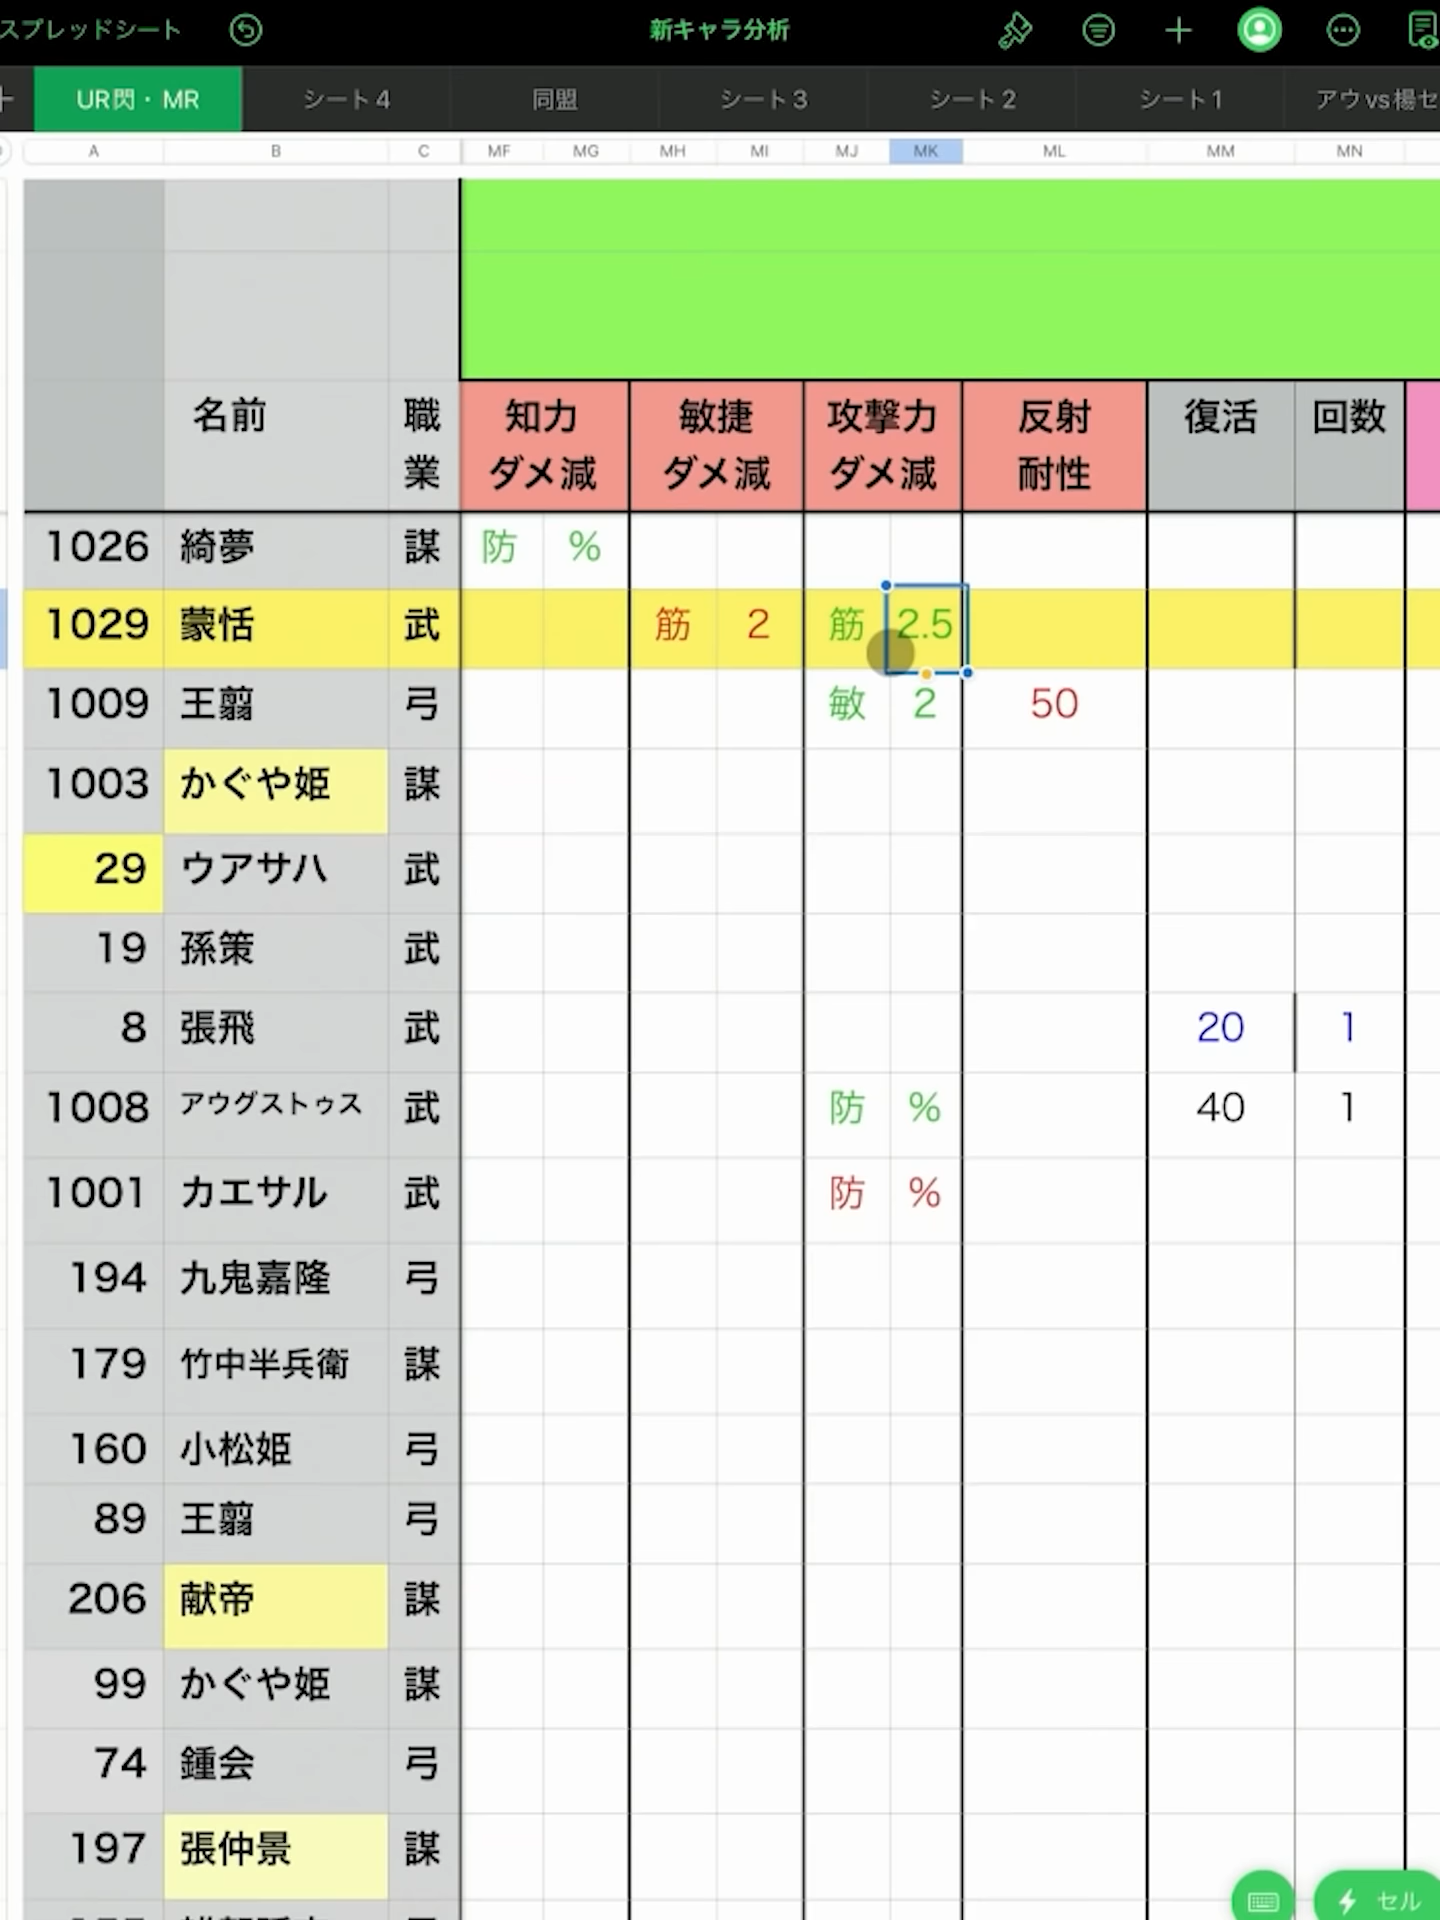 スプレッドシート 新キャラ分析
UR閃・MR シート4 同盟 シート3 シート2 シート1 アウvs楊セ
A B C MF MG MH MI MJ MK ML MM MN
名前 職業 知力ダメ減 敏捷ダメ減 攻撃力ダメ減 反射耐性 復活 回数
1026 綺夢 謀 防 %
1029 蒙恬 武 筋 2 筋 2.5
1009 王翦 弓 敏 2 50
1003 かぐや姫 謀
29 ウアサハ 武
19 孫策 武
8 張飛 武 20 1
1008 アウグストゥス 武 防 % 40 1
1001 カエサル 武 防 %
194 九鬼嘉隆 弓
179 竹中半兵衛 謀
160 小松姫 弓
89 王翦 弓
206 献帝 謀
99 かぐや姫 謀
74 鍾会 弓
197 張仲景 謀
セル